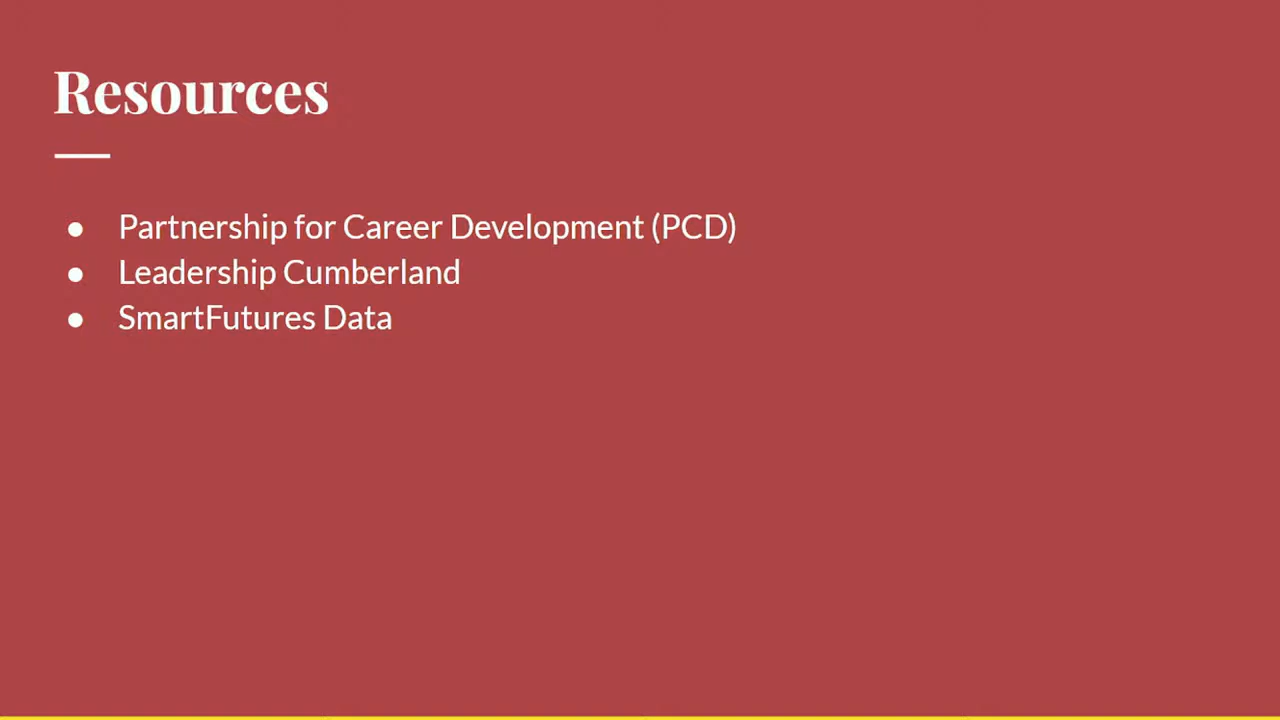 Resources
● Partnership for Career Development (PCD)
● Leadership Cumberland
● SmartFutures Data